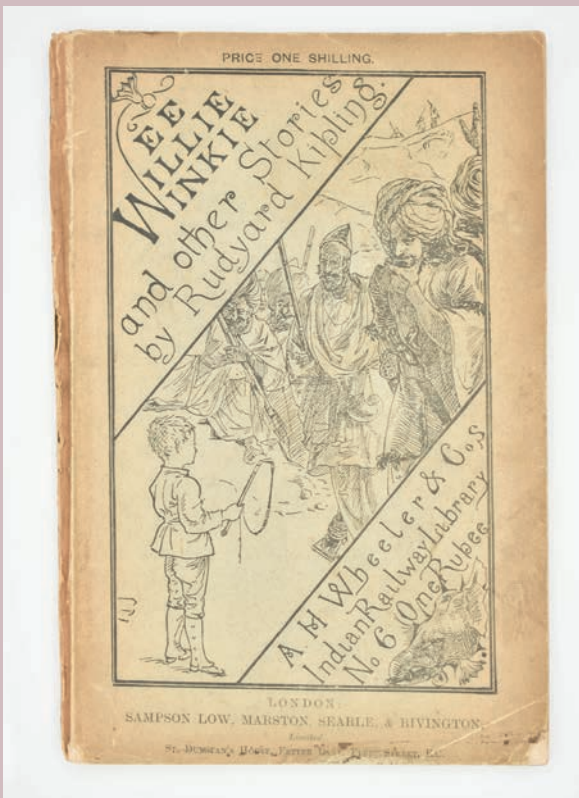 PRICE ONE SHILLING.
WEE
WILLIE
WINKIE
and other Stories
by Rudyard Kipling.
A H Wheeler & Co.s
Indian Railway Library
No 6 One Rupee
LONDON:
SAMPSON LOW, MARSTON, SEARLE, & RIVINGTON,
Limited,
ST. DUNSTAN'S HOUSE, FETTER LANE, FLEET STREET, E.C.